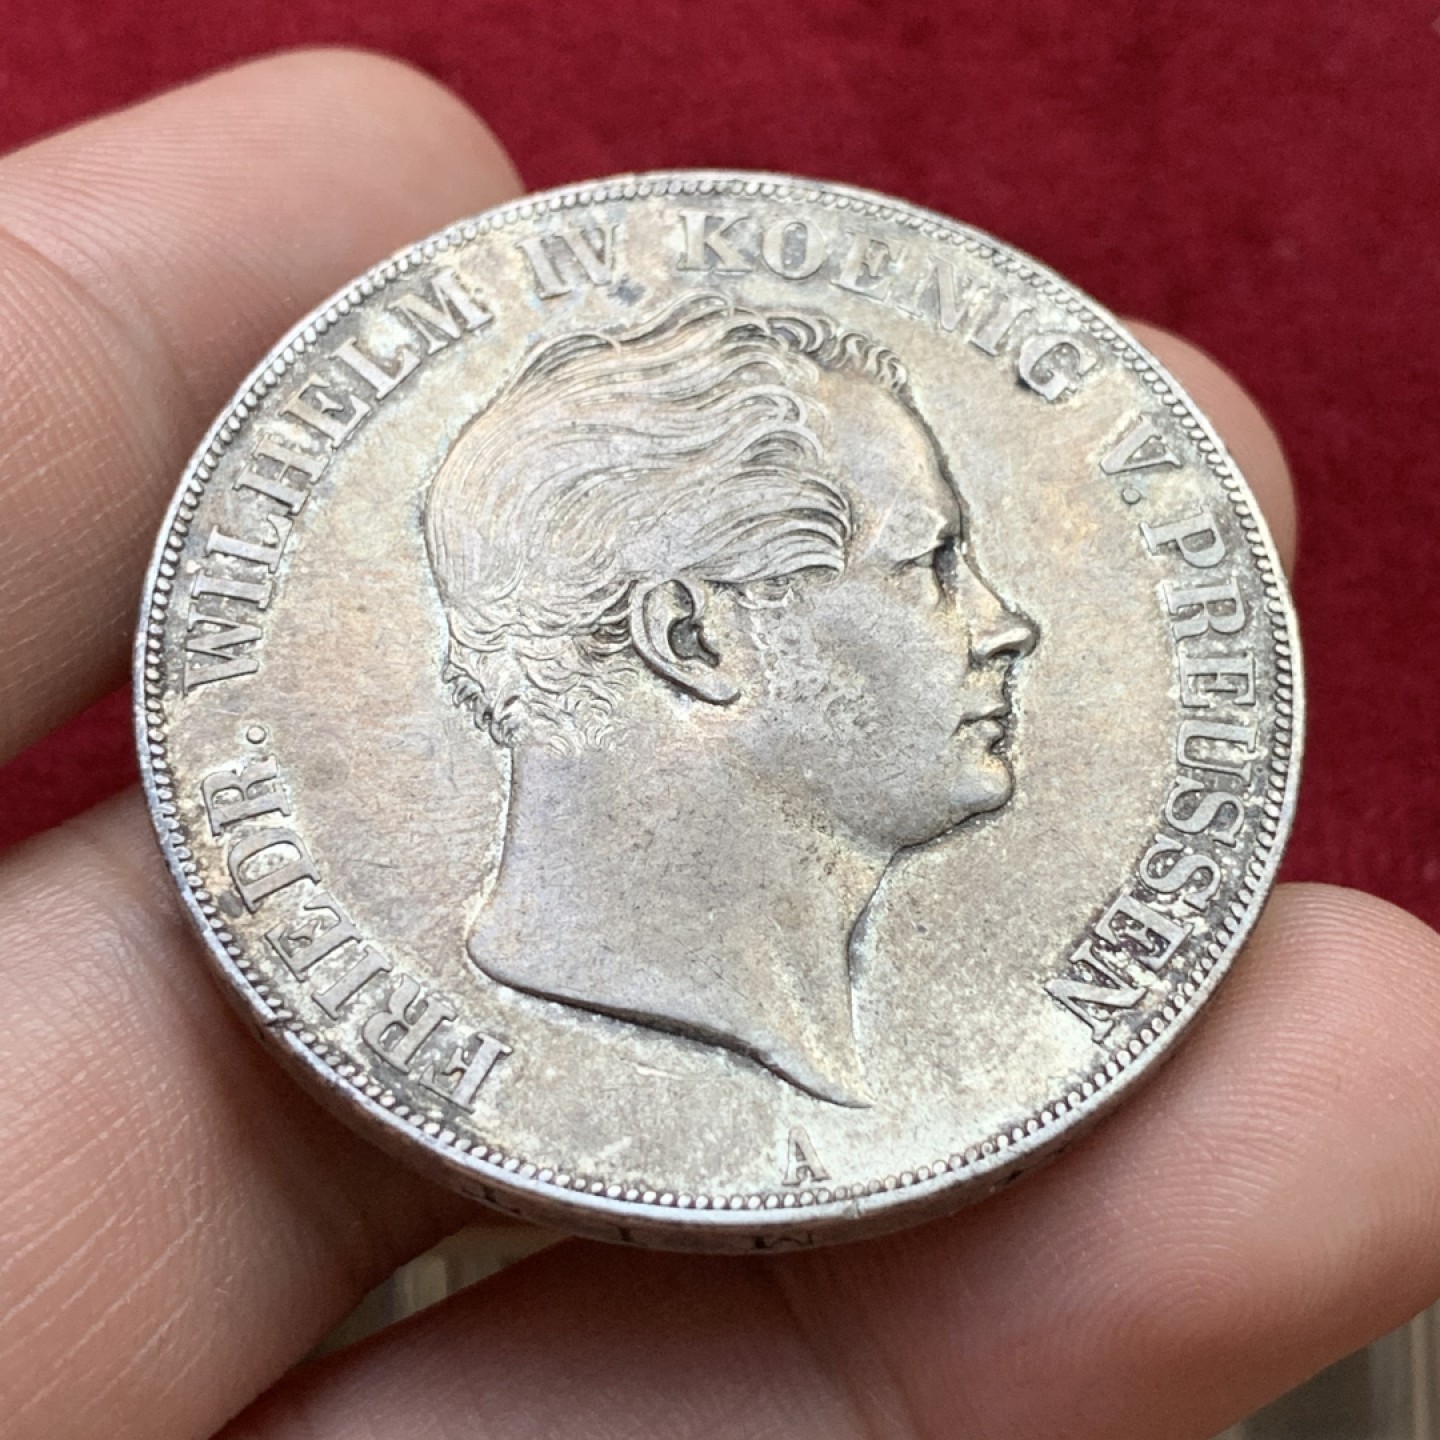 FRIEDR. WILHELM IV KOENIG V. PREUSSEN
A